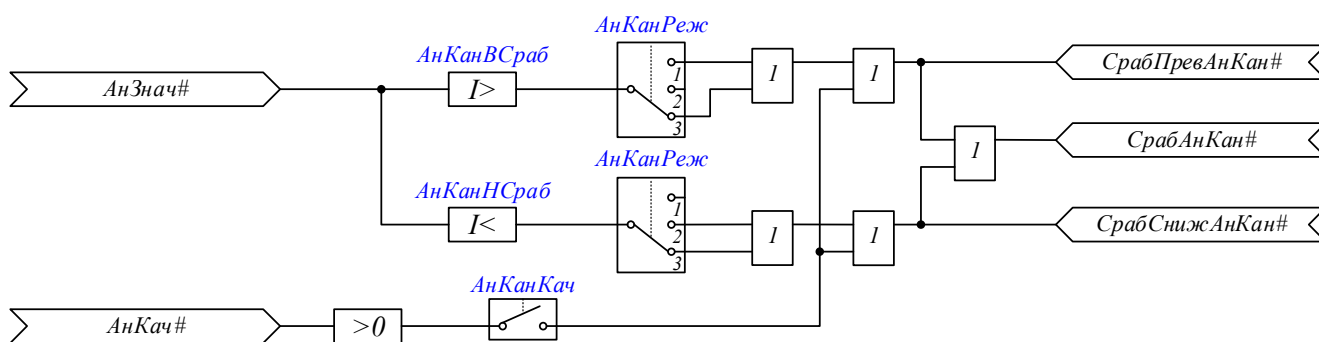 АнКанРеж
АнКанВСраб
АнЗнач#
I>
1
2
3
1
1
СрабПревАнКан#
1
СрабАнКан#
АнКанРеж
АнКанНСраб
I<
1
2
3
1
1
СрабСнижАнКан#
АнКанКач
АнКач#
>0